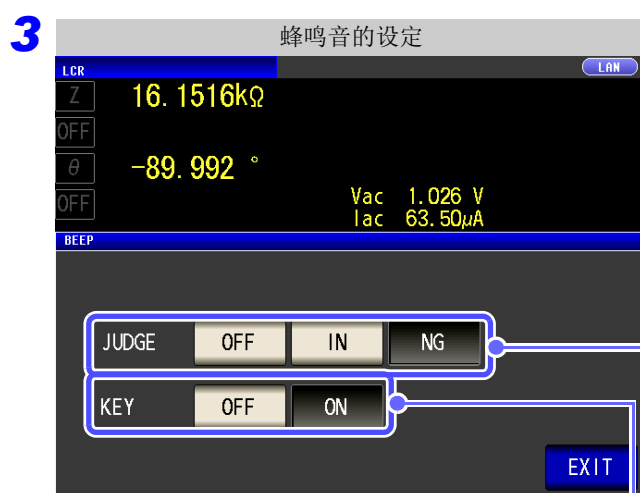 3
蜂鸣音的设定
LCR LAN
Z 16.1516kΩ
OFF
θ -89.992 °
OFF
Vac 1.026 V
Iac 63.50μA
BEEP
JUDGE OFF IN NG
KEY OFF ON
EXIT